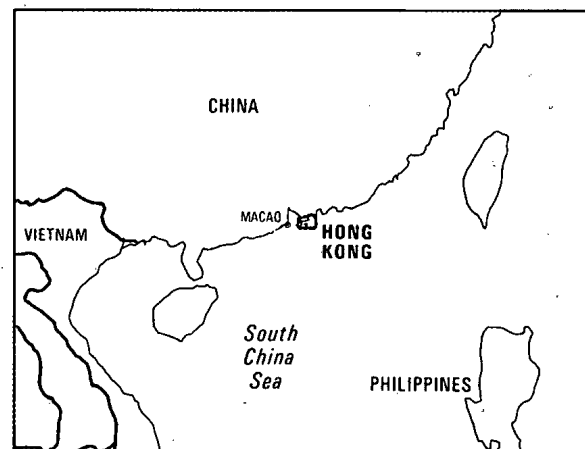 CHINA
MACAO
HONG
KONG
VIETNAM
South
China
Sea
PHILIPPINES